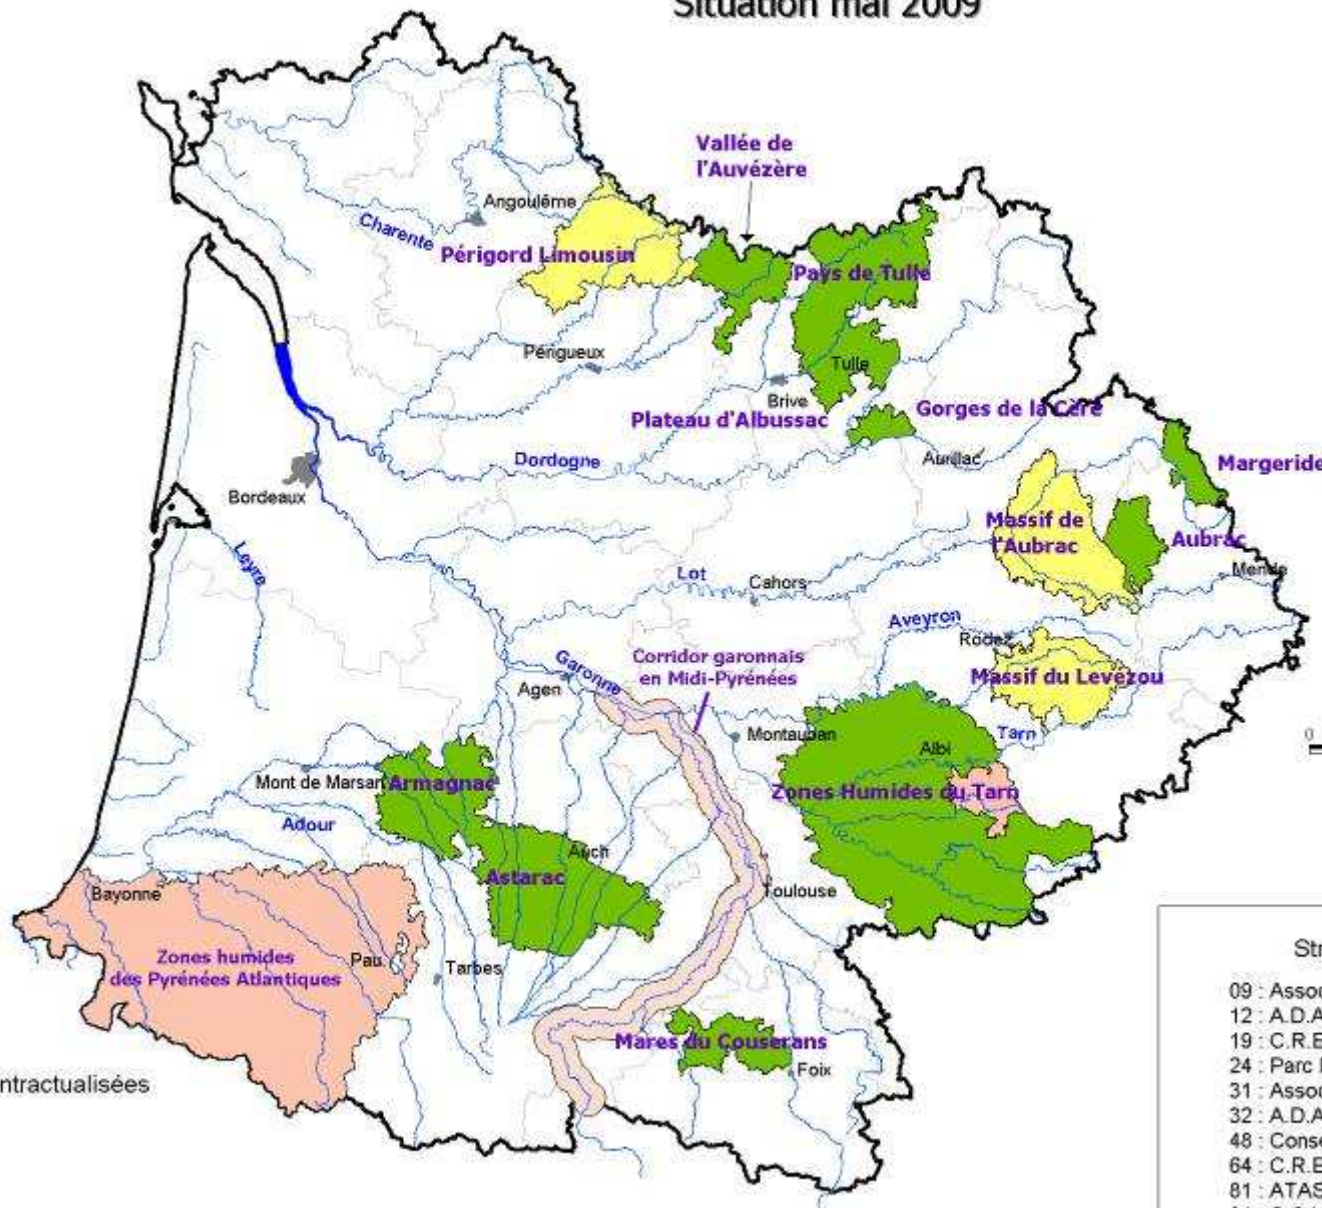 Situation mai 2009
Vallée de
l'Auvézère
Angoulême
Charente
Périgord Limousin
Pays de Tulle
Périgueux
Tulle
Brive
Plateau d'Albussac
Gorges de la Cère
Dordogne
Aurillac
Margeride
Bordeaux
Massif de
l'Aubrac
Aubrac
Leyre
Lot
Cahors
Mende
Aveyron
Rodez
Corridor garonnais
en Midi-Pyrénées
Garonne
Agen
Massif du Levézou
Montauban
Tarn
Albi
0
Mont de Marsan
Armagnac
Zones Humides du Tarn
Adour
Auch
Astarac
Toulouse
Bayonne
Zones humides
des Pyrénées Atlantiques
Pau
Tarbes
Mares du Couserans
Foix
ntractualisées
Str
09 : Assoc
12 : A.D.A
19 : C.R.E
24 : Parc
31 : Assoc
32 : A.D.A
48 : Conse
64 : C.R.E
81 : ATAS